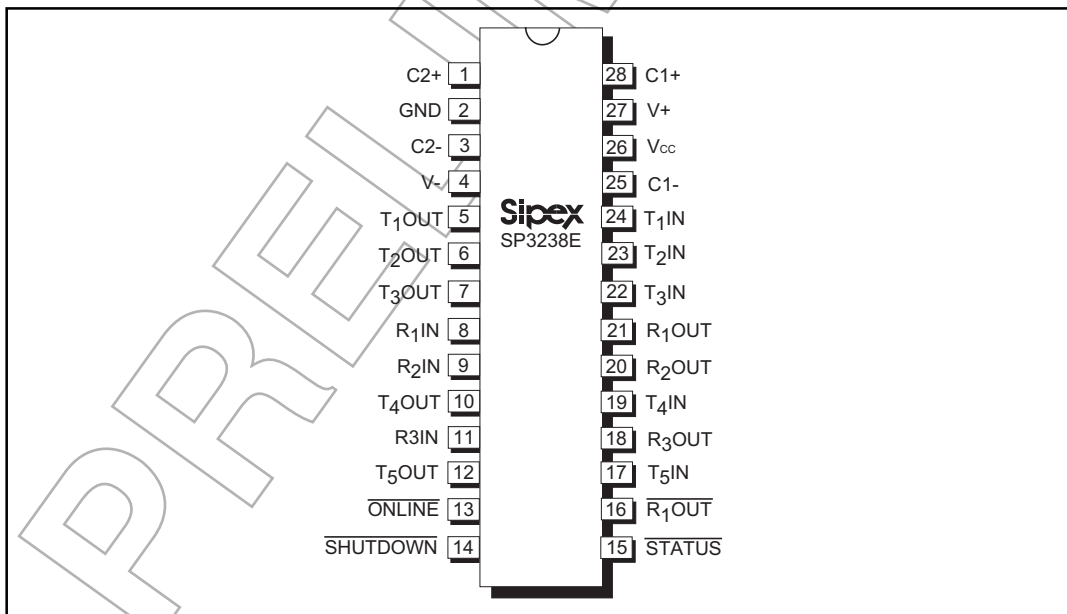 PRELI
C2+ 1
GND 2
C2- 3
V- 4
T1OUT 5
T2OUT 6
T3OUT 7
R1IN 8
R2IN 9
T4OUT 10
R3IN 11
T5OUT 12
ONLINE 13
SHUTDOWN 14
Sipex
SP3238E
28 C1+
27 V+
26 Vcc
25 C1-
24 T1IN
23 T2IN
22 T3IN
21 R1OUT
20 R2OUT
19 T4IN
18 R3OUT
17 T5IN
16 R1OUT
15 STATUS